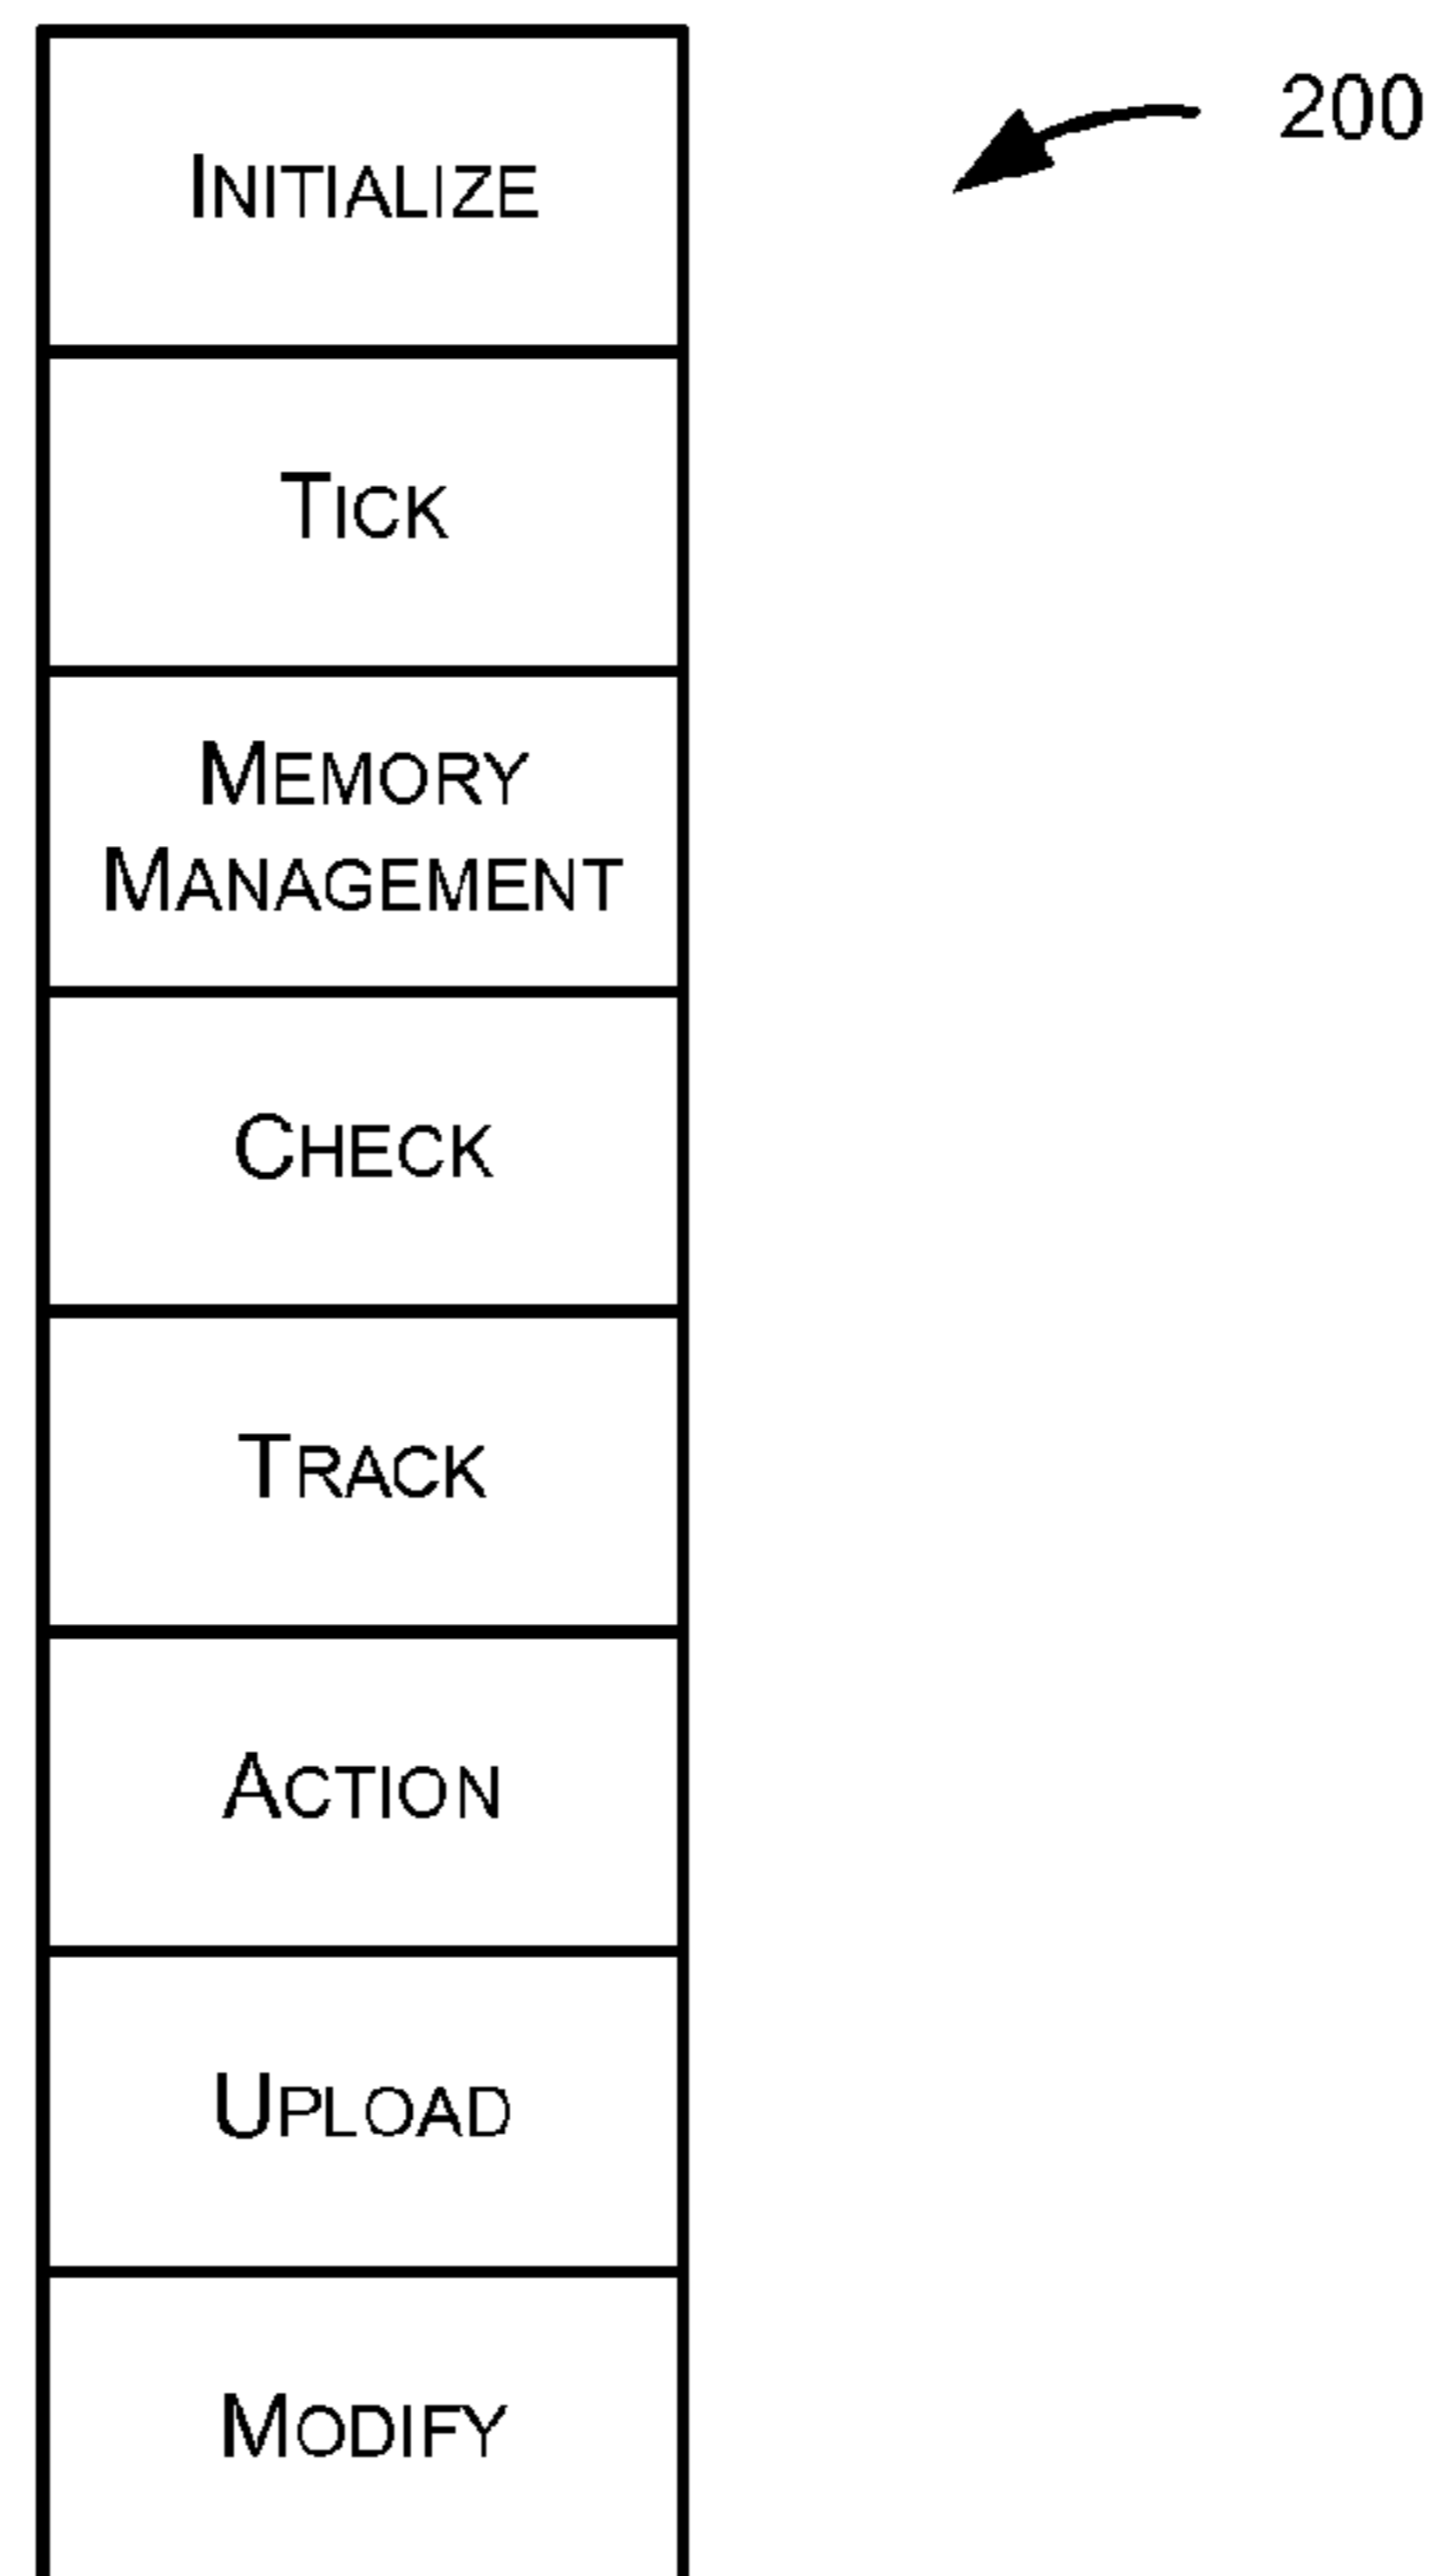 200
INITIALIZE
TICK
MEMORY
MANAGEMENT
CHECK
TRACK
ACTION
UPLOAD
MODIFY